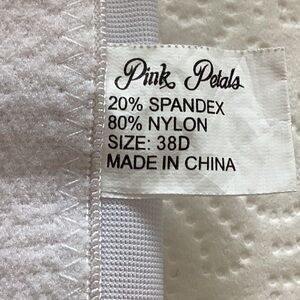 Pink Petals
20% SPANDEX
80% NYLON
SIZE: 38D
MADE IN CHINA